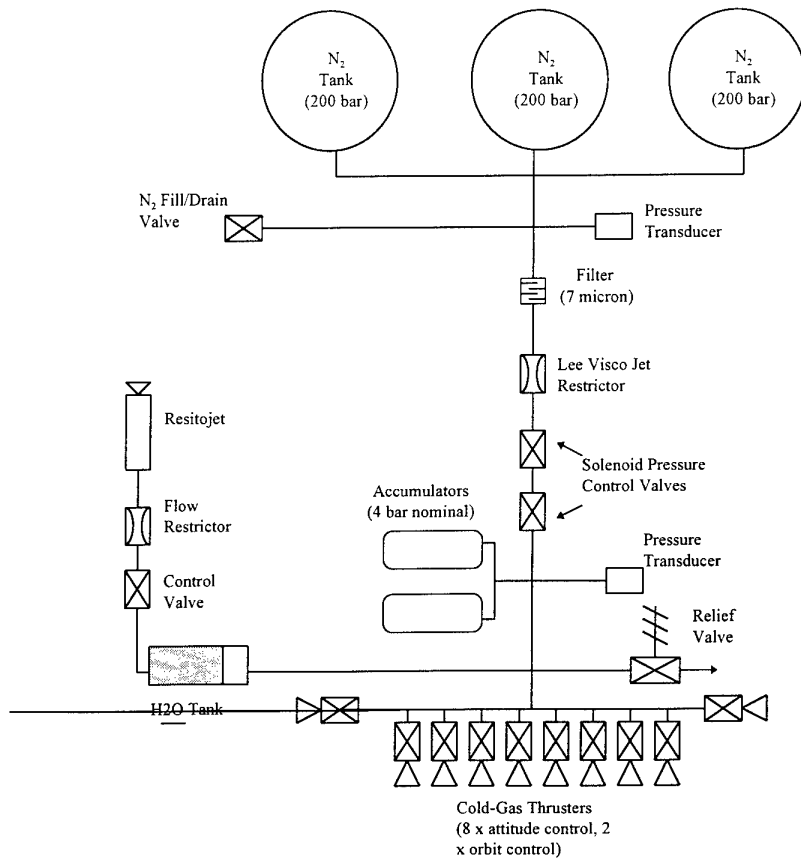 N₂
Tank
(200 bar)
N₂
Tank
(200 bar)
N₂
Tank
(200 bar)
N₂ Fill/Drain
Valve
Pressure
Transducer
Filter
(7 micron)
Lee Visco Jet
Restrictor
Resitojet
Solenoid Pressure
Control Valves
Accumulators
(4 bar nominal)
Flow
Restrictor
Pressure
Transducer
Control
Valve
Relief
Valve
H2O Tank
Cold-Gas Thrusters
(8 x attitude control, 2
x orbit control)